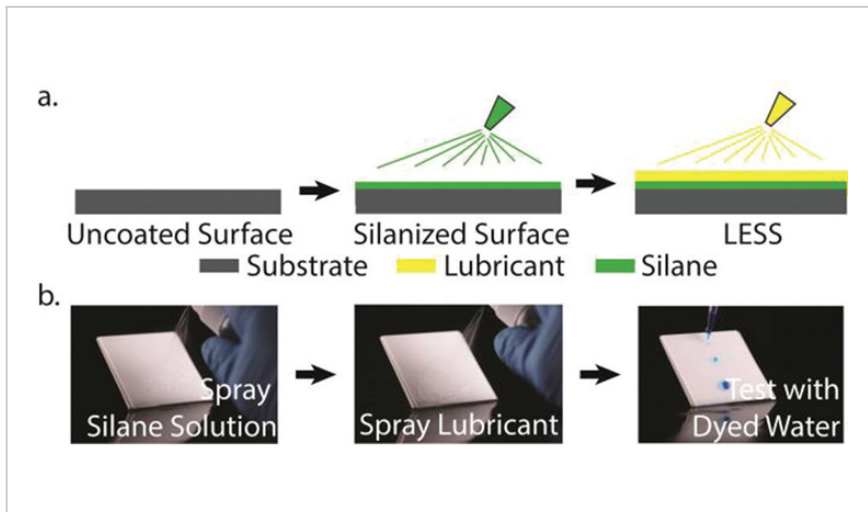 a.
Uncoated Surface
Silanized Surface
LESS
Substrate
Lubricant
Silane
b.
Spray
Silane Solution
Spray Lubricant
Test with
Dyed Water